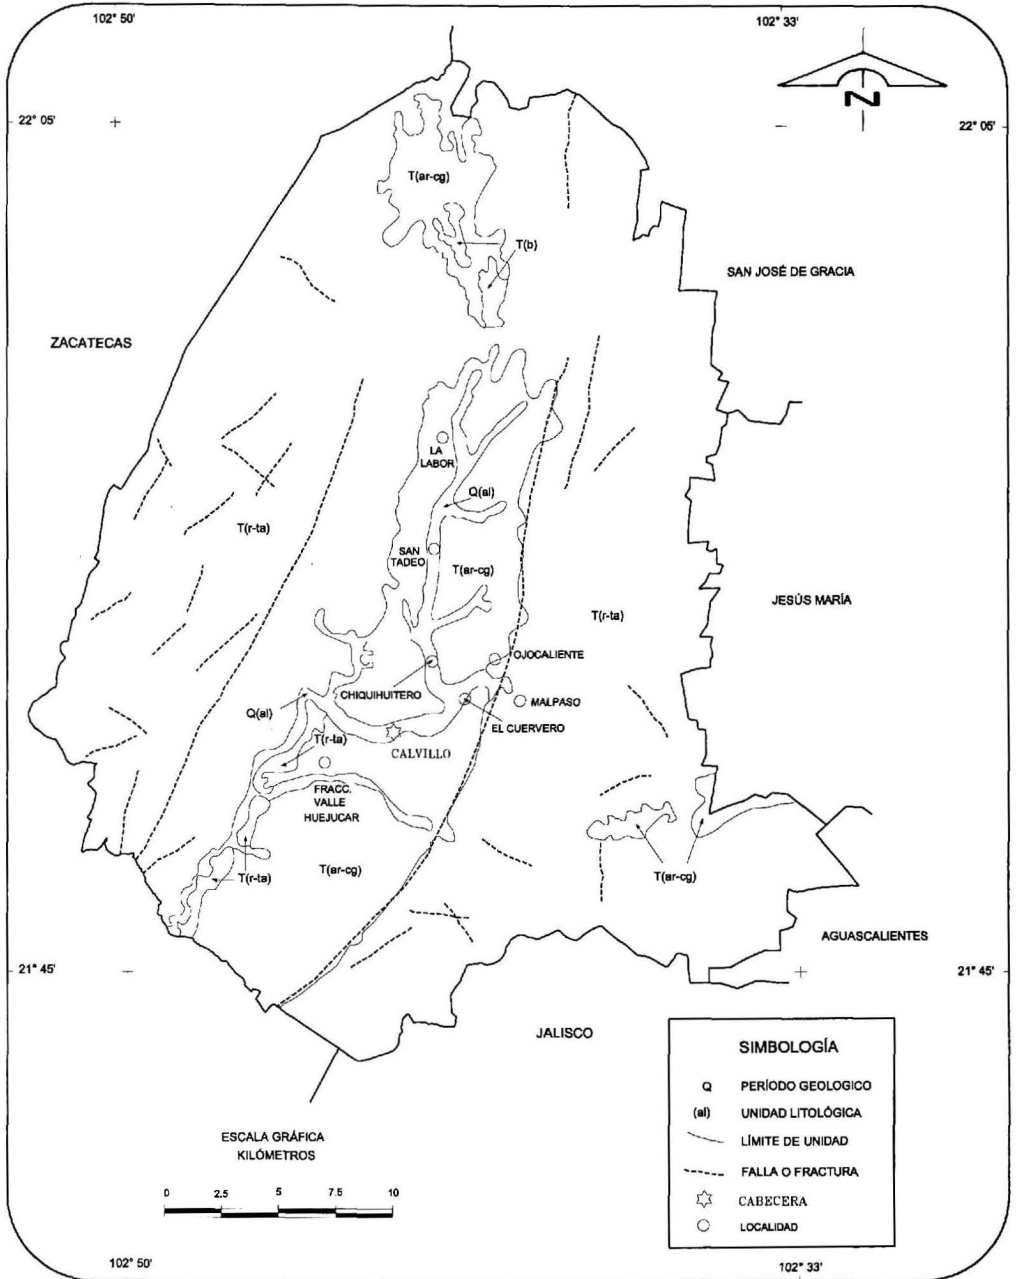 102° 50'
102° 33'
N
22° 05'
22° 05'
T(ar-cg)
T(b)
SAN JOSÉ DE GRACIA
ZACATECAS
LA
LABOR
Q(al)
T(r-ta)
SAN
TADEO
T(ar-cg)
JESÚS MARÍA
T(r-ta)
OJOCALIENTE
CHIQUIHUITERO
MALPASO
Q(al)
EL CUERVERO
T(r-ta)
CALVILLO
FRACC.
VALLE
HUEJUCAR
T(ar-cg)
T(r-ta)
T(ar-cg)
AGUASCALIENTES
21° 45'
21° 45'
JALISCO
SIMBOLOGÍA
Q PERÍODO GEOLOGICO
(al) UNIDAD LITOLÓGICA
LÍMITE DE UNIDAD
FALLA O FRACTURA
CABECERA
LOCALIDAD
ESCALA GRÁFICA
KILÓMETROS
0 2.5 5 7.5 10
102° 50'
102° 33'